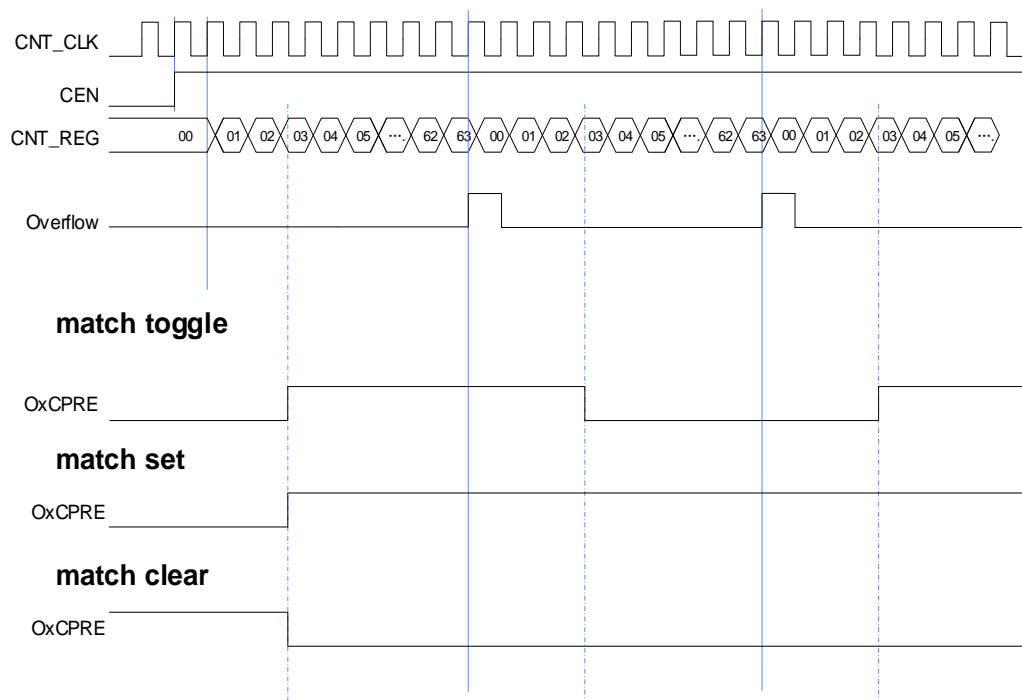 CNT_CLK
CEN
CNT_REG 00 01 02 03 04 05 ···. 62 63 00 01 02 03 04 05 ···. 62 63 00 01 02 03 04 05 ···.
Overflow
match toggle
OxCPRE
match set
OxCPRE
match clear
OxCPRE